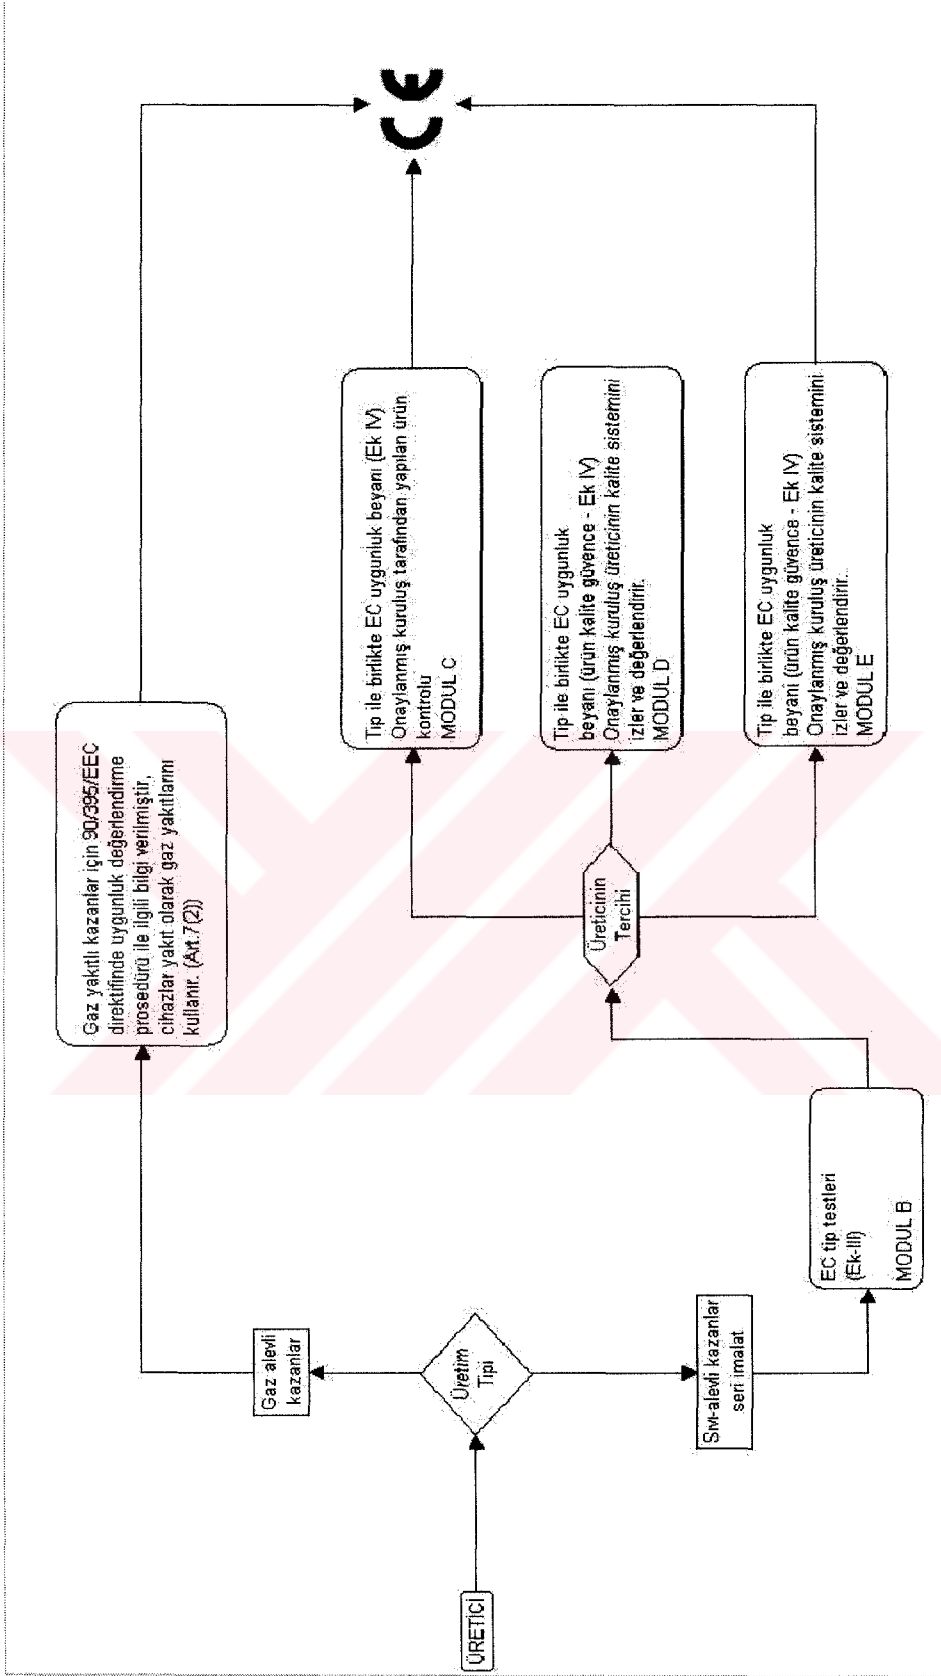 ÜRETİCİ
Üretim
Tipi
Gaz alevli
kazanlar
Sıvı-alevli kazanlar
seri imalat
Gaz yakıtlı kazanlar için 90/395/EEC
direktifinde uygunluk değerlendirme
prosedürü ile ilgili bilgi verilmiştir,
cihazlar yakıt olarak gaz yakıtlarını
kullanır. (Art.7(2))
EC tip testleri
(Ek-III)
MODUL B
Üreticinin
Tercihi
Tip ile birlikte EC uygunluk beyanı (Ek IV)
Onaylanmış kuruluş tarafından yapılan ürün
kontrolu
MODUL C
Tip ile birlikte EC uygunluk
beyanı (ürün kalite güvence - Ek IV)
Onaylanmış kuruluş üreticinin kalite sistemini
izler ve değerlendirir.
MODUL D
Tip ile birlikte EC uygunluk
beyanı (ürün kalite güvence - Ek IV)
Onaylanmış kuruluş üreticinin kalite sistemini
izler ve değerlendirir.
MODUL E
CE